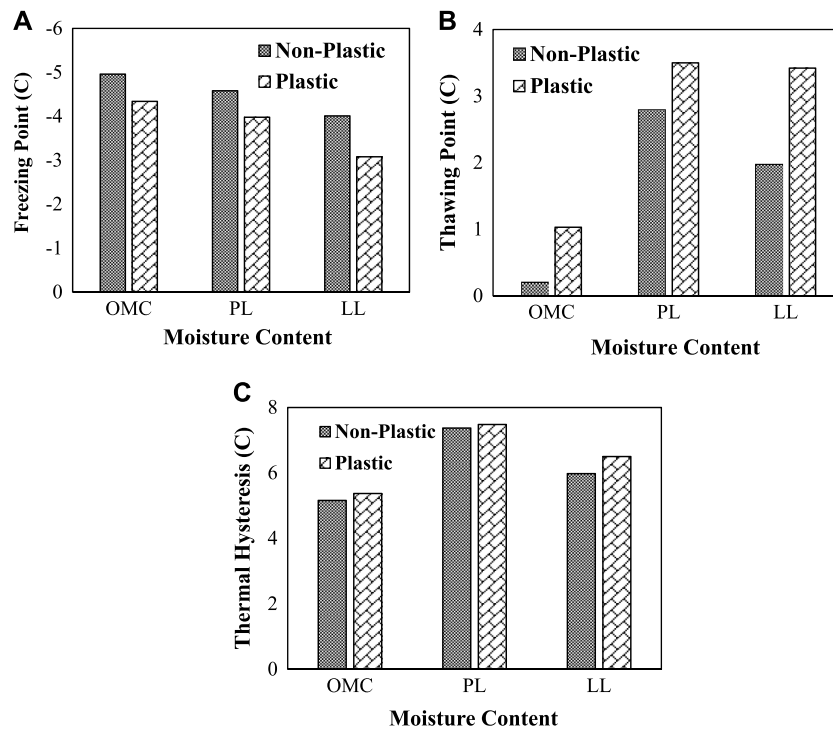 A
Freezing Point (C)
-6
-5
-4
-3
-2
-1
0
Non-Plastic
Plastic
OMC PL LL
Moisture Content
B
Thawing Point (C)
4
3
2
1
0
Non-Plastic
Plastic
OMC PL LL
Moisture Content
C
Thermal Hysteresis (C)
8
6
4
2
0
Non-Plastic
Plastic
OMC PL LL
Moisture Content